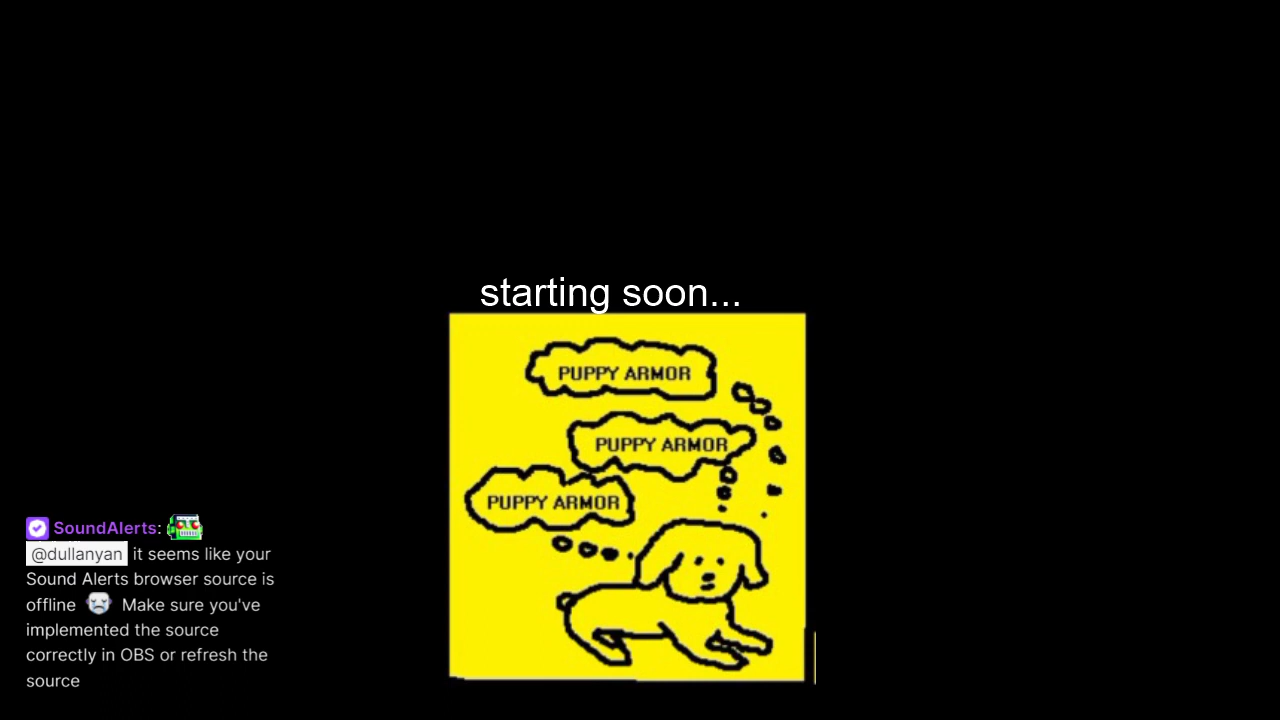 starting soon...
PUPPY ARMOR
PUPPY ARMOR
PUPPY ARMOR
SoundAlerts:
@dullanyan it seems like your
Sound Alerts browser source is
offline Make sure you've
implemented the source
correctly in OBS or refresh the
source